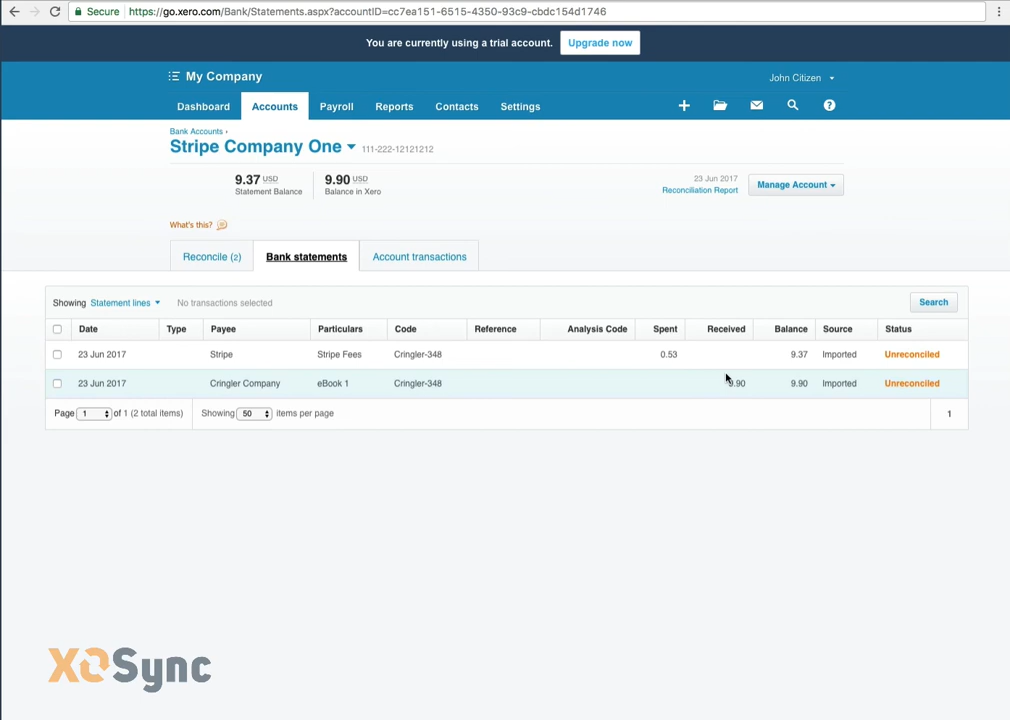 Secure https://go.xero.com/Bank/Statements.aspx?accountID=cc7ea151-6515-4350-93c9-cbdc154d1746
You are currently using a trial account. Upgrade now
My Company John Citizen
Dashboard Accounts Payroll Reports Contacts Settings
Bank Accounts ›
Stripe Company One 111-222-12121212
9.37 USD 9.90 USD 23 Jun 2017
Statement Balance Balance in Xero Reconciliation Report Manage Account
What's this?
Reconcile (2) Bank statements Account transactions
Showing Statement lines No transactions selected Search
Date Type Payee Particulars Code Reference Analysis Code Spent Received Balance Source Status
23 Jun 2017 Stripe Stripe Fees Cringler-348 0.53 9.37 Imported Unreconciled
23 Jun 2017 Cringler Company eBook 1 Cringler-348 9.90 9.90 Imported Unreconciled
Page 1 of 1 (2 total items) Showing 50 items per page 1
XOSync